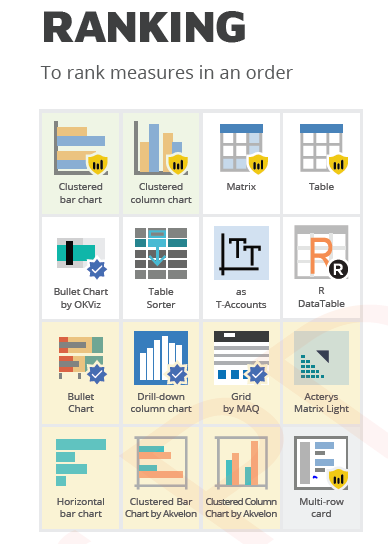 RANKING
To rank measures in an order
Clustered
bar chart
Clustered
column chart
Matrix
Table
Bullet Chart
by OKViz
Table
Sorter
TT
as
T-Accounts
R
R
R
DataTable
Bullet
Chart
Drill-down
column chart
Grid
by MAQ
Acterys
Matrix Light
Horizontal
bar chart
Clustered Bar
Chart by Akvelon
Clustered Column
Chart by Akvelon
Multi-row
card